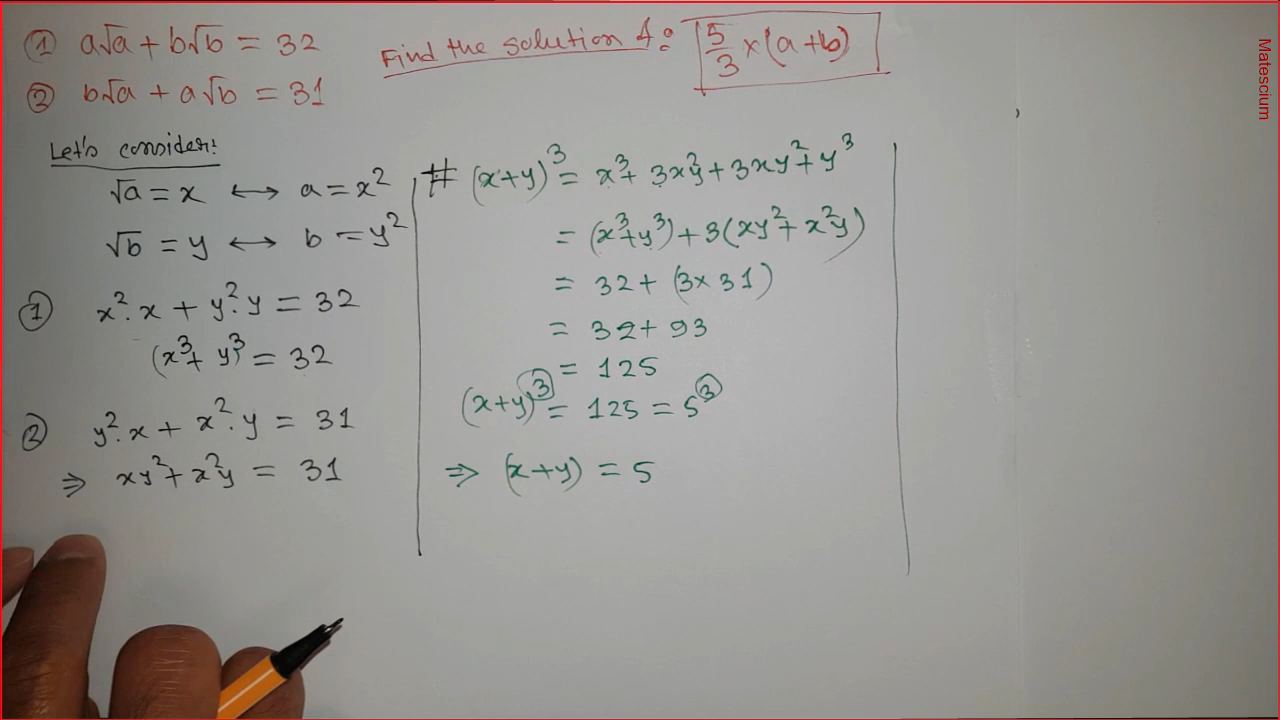 ① a√a + b√b = 32
② b√a + a√b = 31
Find the solution 4: 5/3 × (a+b)
Let's consider:
√a = x ↔ a = x²
√b = y ↔ b = y²
① x².x + y².y = 32
(x³ + y³) = 32
② y².x + x².y = 31
⇒ xy² + x²y = 31
# (x+y)³ = x³ + 3x²y + 3xy² + y³
= (x³+y³) + 3(xy² + x²y)
= 32 + (3×31)
= 32 + 93
= 125
(x+y)³ = 125 = 5³
⇒ (x+y) = 5
Matescium